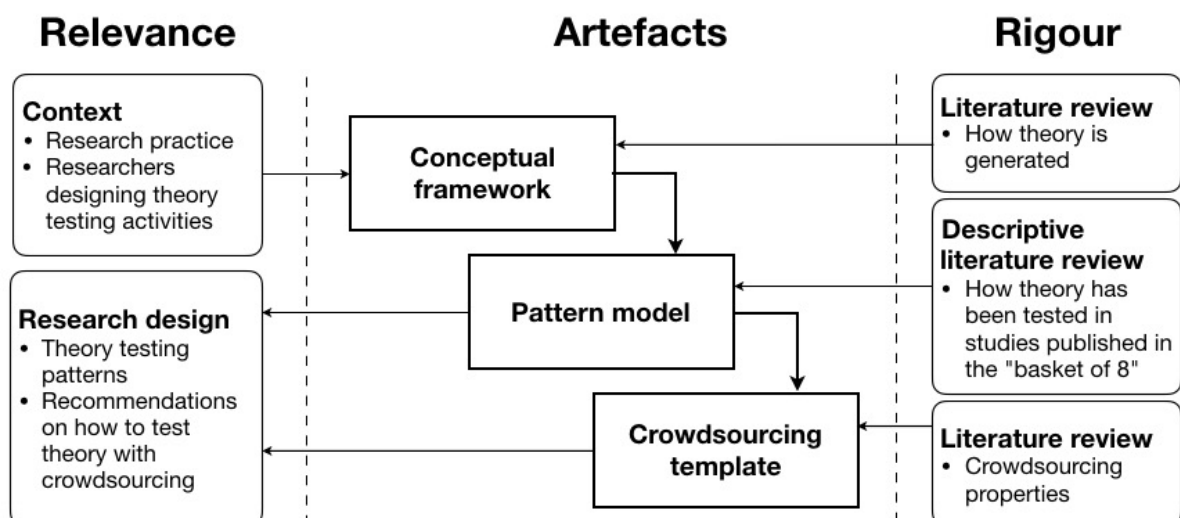 Relevance
Artefacts
Rigour
Context
• Research practice
• Researchers
designing theory
testing activities
Research design
• Theory testing
patterns
• Recommendations
on how to test
theory with
crowdsourcing
Conceptual
framework
Pattern model
Crowdsourcing
template
Literature review
• How theory is
generated
Descriptive
literature review
• How theory has
been tested in
studies published in
the "basket of 8"
Literature review
• Crowdsourcing
properties